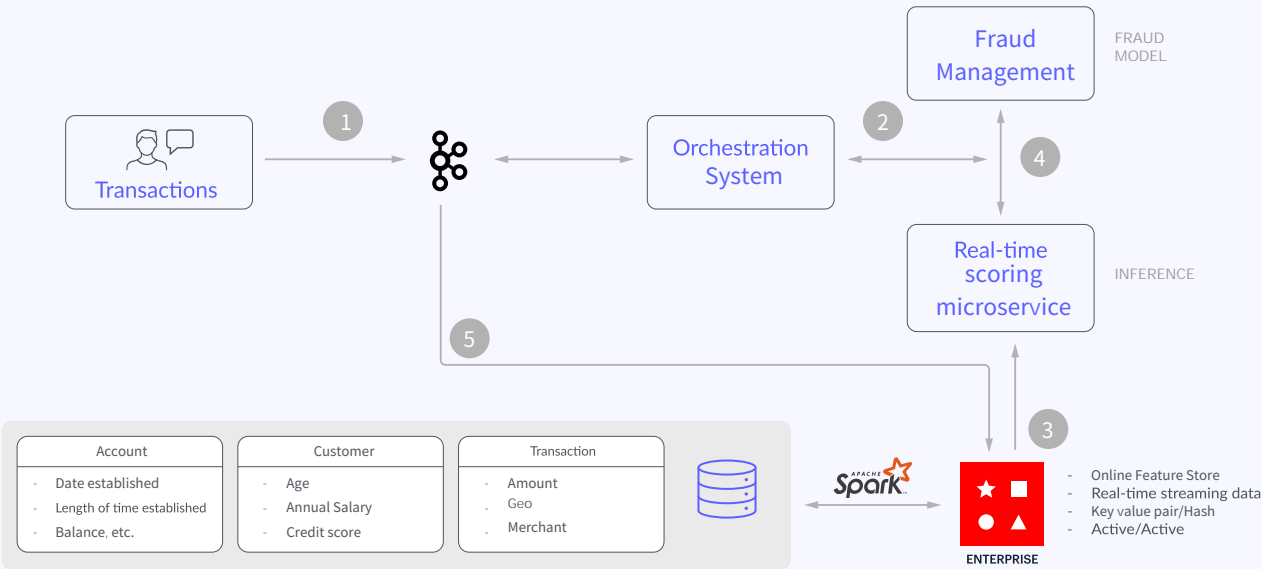 Fraud
Management
FRAUD
MODEL
1
2
Transactions
Orchestration
System
4
Real-time
scoring
microservice
INFERENCE
5
3
Account
- Date established
- Length of time established
- Balance, etc.
Customer
- Age
- Annual Salary
- Credit score
Transaction
- Amount
- Geo
- Merchant
APACHE
Spark
- Online Feature Store
- Real-time streaming data
- Key value pair/Hash
- Active/Active
ENTERPRISE